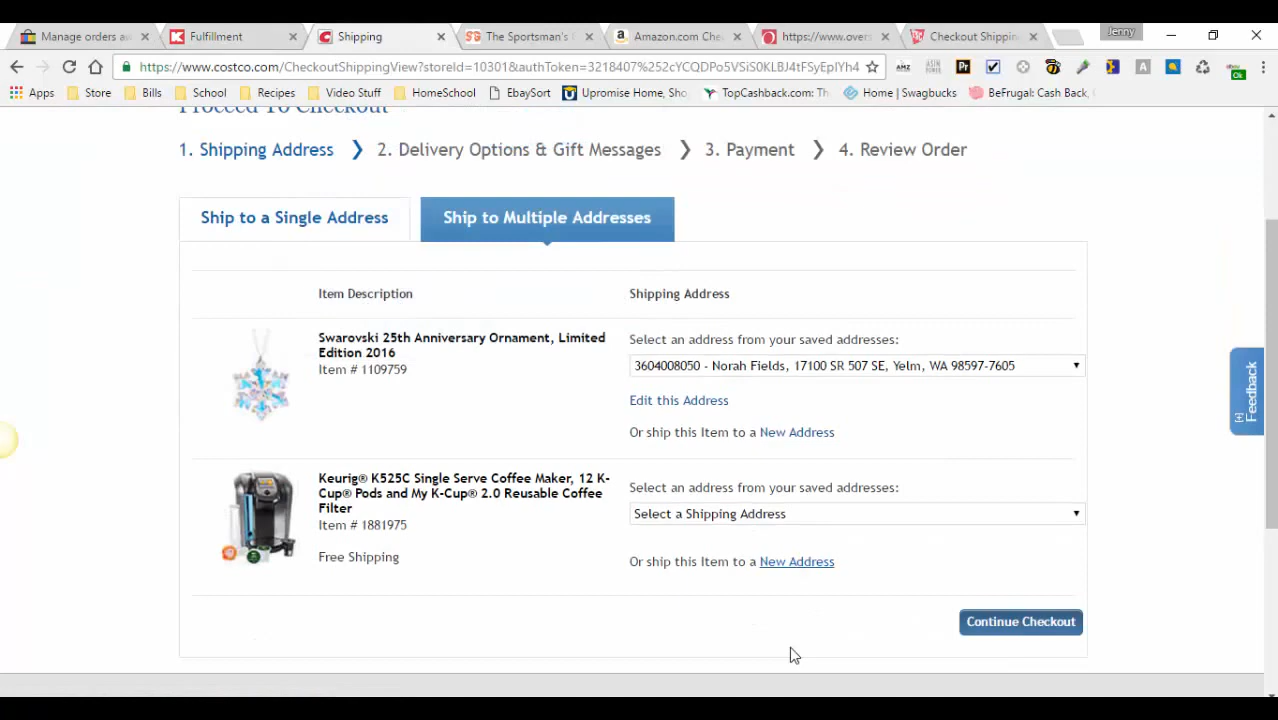 Manage orders aw
Fulfillment
Shipping
The Sportsman's
Amazon.com Che
https://www.overs
Checkout Shippin
Jenny
https://www.costco.com/CheckoutShippingView?storeId=10301&authToken=3218407%252cYCQDPo5VSiS0KLBJ4tFSyEpIYh4
Apps
Store
Bills
School
Recipes
Video Stuff
HomeSchool
EbaySort
Upromise Home, Sho
TopCashback.com: Th
Home | Swagbucks
BeFrugal: Cash Back,
Ok
Proceed To Checkout
1. Shipping Address
2. Delivery Options & Gift Messages
3. Payment
4. Review Order
Ship to a Single Address
Ship to Multiple Addresses
Item Description
Shipping Address
Swarovski 25th Anniversary Ornament, Limited
Edition 2016
Item # 1109759
Select an address from your saved addresses:
3604008050 - Norah Fields, 17100 SR 507 SE, Yelm, WA 98597-7605
Edit this Address
Or ship this Item to a New Address
Keurig® K525C Single Serve Coffee Maker, 12 K-
Cup® Pods and My K-Cup® 2.0 Reusable Coffee
Filter
Item # 1881975
Free Shipping
Select an address from your saved addresses:
Select a Shipping Address
Or ship this Item to a New Address
Continue Checkout
[+] Feedback